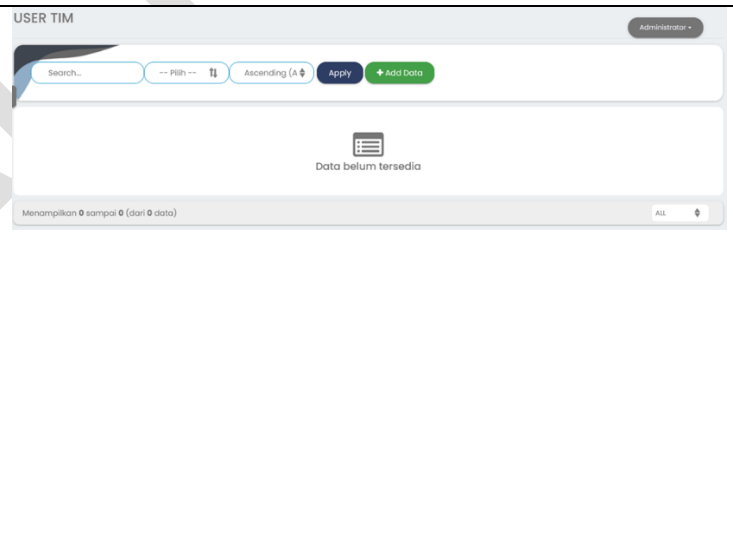 USER TIM
Administrator
Search...
-- Pilih --
Ascending (A
Apply
+ Add Data
Data belum tersedia
Menampilkan 0 sampai 0 (dari 0 data)
ALL